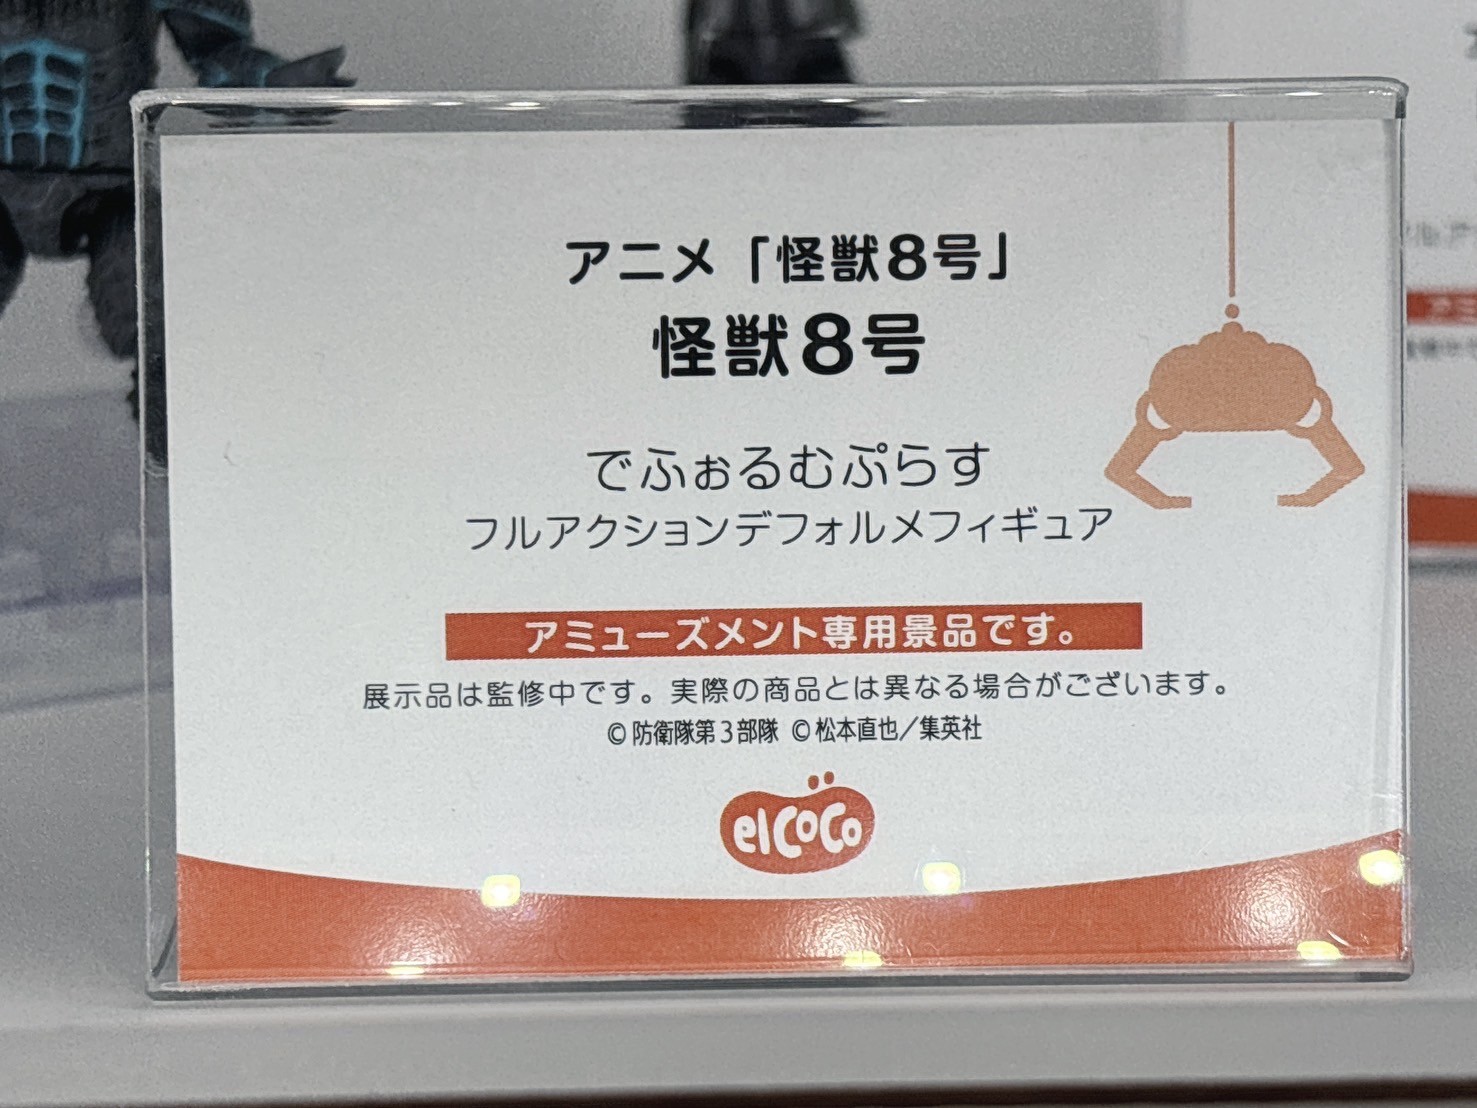 アニメ「怪獣8号」
怪獣8号
でふぉるむぷらす
フルアクションデフォルメフィギュア
アミューズメント専用景品です。
展示品は監修中です。実際の商品とは異なる場合がございます。
©防衛隊第3部隊 ©松本直也/集英社
elcoco